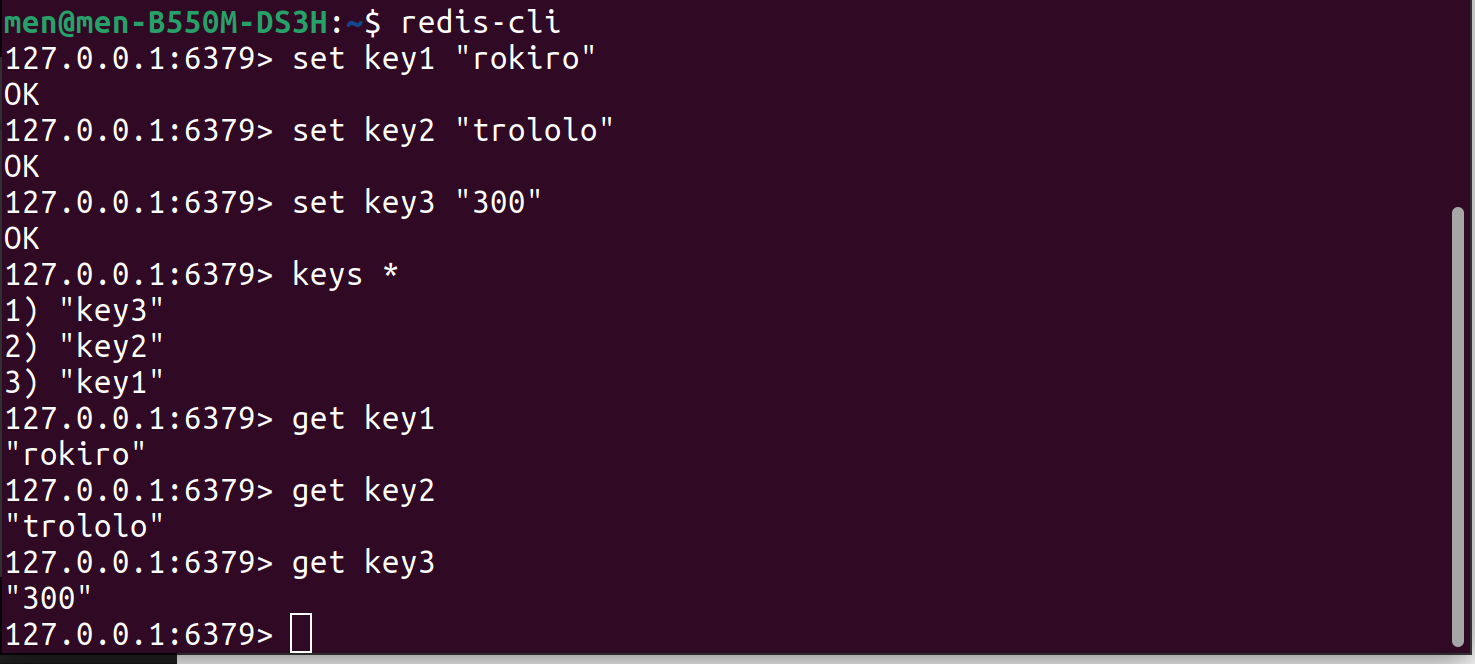 men@men-B550M-DS3H:~$ redis-cli
127.0.0.1:6379> set key1 "rokiro"
OK
127.0.0.1:6379> set key2 "trololo"
OK
127.0.0.1:6379> set key3 "300"
OK
127.0.0.1:6379> keys *
1) "key3"
2) "key2"
3) "key1"
127.0.0.1:6379> get key1
"rokiro"
127.0.0.1:6379> get key2
"trololo"
127.0.0.1:6379> get key3
"300"
127.0.0.1:6379>